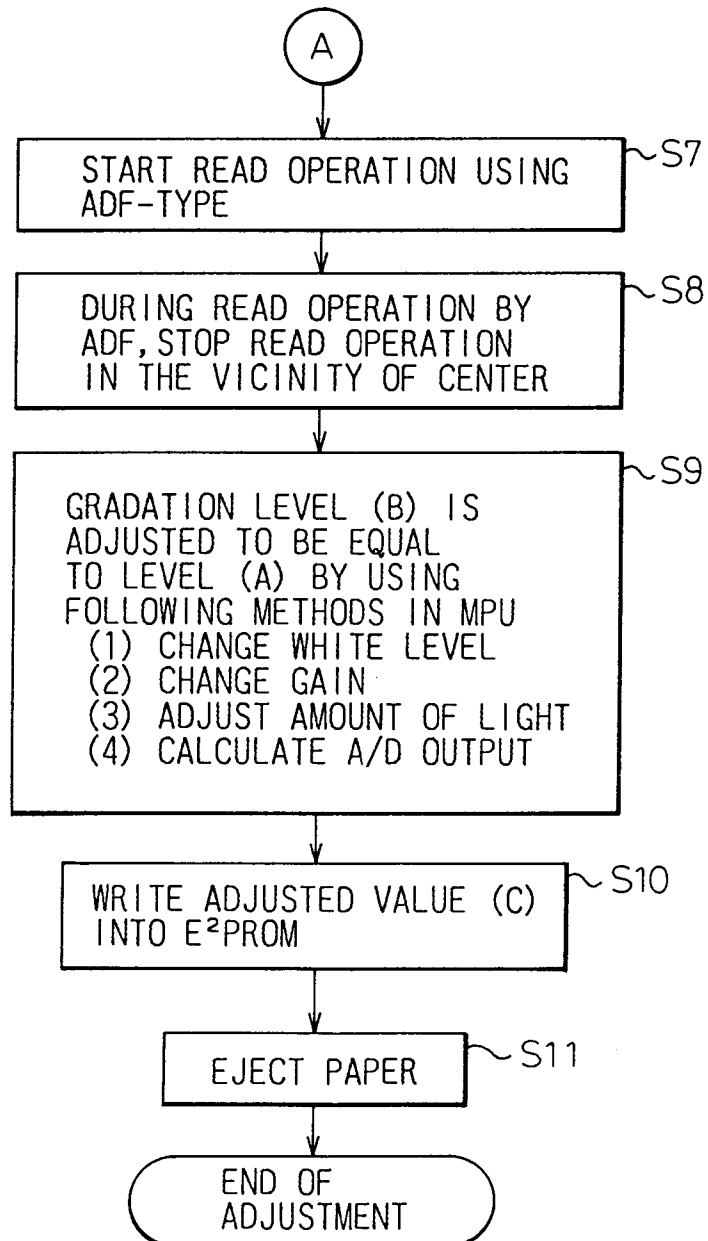 A
START READ OPERATION USING
ADF-TYPE
S7
DURING READ OPERATION BY
ADF, STOP READ OPERATION
IN THE VICINITY OF CENTER
S8
GRADATION LEVEL (B) IS
ADJUSTED TO BE EQUAL
TO LEVEL (A) BY USING
FOLLOWING METHODS IN MPU
(1) CHANGE WHITE LEVEL
(2) CHANGE GAIN
(3) ADJUST AMOUNT OF LIGHT
(4) CALCULATE A/D OUTPUT
S9
WRITE ADJUSTED VALUE (C)
INTO E²PROM
S10
EJECT PAPER
S11
END OF
ADJUSTMENT